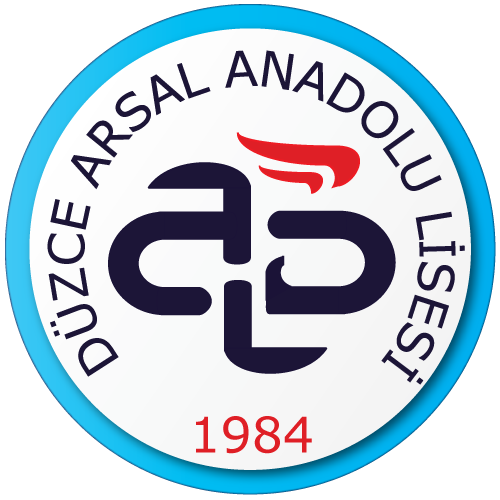 DÜZCE ARSAL ANADOLU LİSESİ
1984